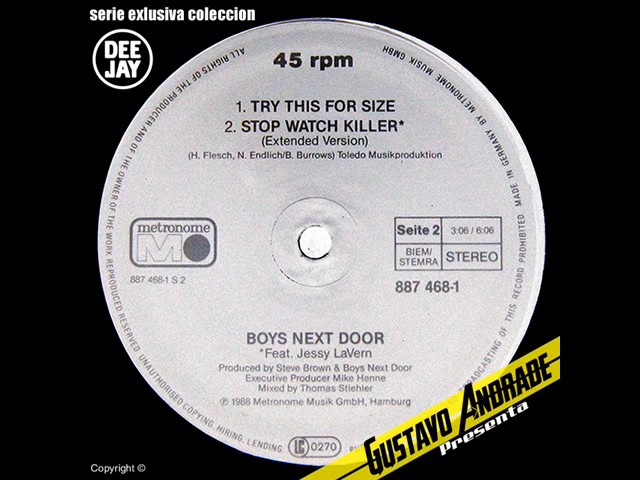 serie exlusiva coleccion
DEE
JAY
ALL RIGHTS OF THE PRODUCER AND OF THE OWNER OF THE WORK REPRODUCED RESERVED UNAUTHORISED COPYING, HIRING, LENDING,
BROADCASTING OF THIS RECORD PROHIBITED. MADE IN GERMANY BY METRONOME MUSIK GMBH
45 rpm
1. TRY THIS FOR SIZE
2. STOP WATCH KILLER*
(Extended Version)
(H. Flesch, N. Endlich/B. Burrows) Toledo Musikproduktion
metronome
M
887 468-1 S 2
Seite 2 3:06 / 6:06
BIEM/
STEMRA STEREO
887 468-1
BOYS NEXT DOOR
*Feat. Jessy LaVern
Produced by Steve Brown & Boys Next Door
Executive Producer Mike Henne
Mixed by Thomas Stiehler
℗ 1988 Metronome Musik GmbH, Hamburg
LC 0270
GUSTAVO ANDRADE
Presenta
Copyright ©